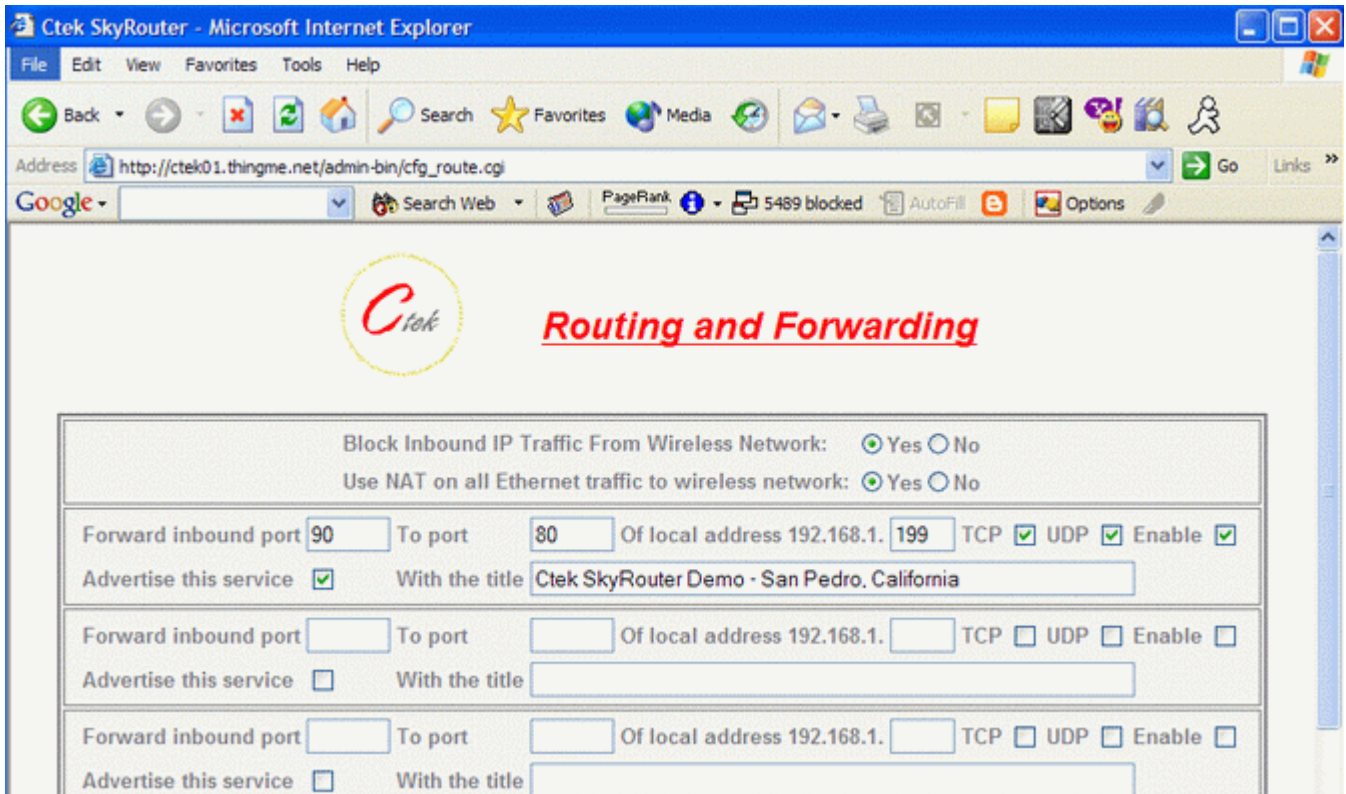 Ctek SkyRouter - Microsoft Internet Explorer
File Edit View Favorites Tools Help
Back Search Favorites Media
Address http://ctek01.thingme.net/admin-bin/cfg_route.cgi Go Links »
Google Search Web PageRank 5489 blocked AutoFill Options
Ctek
Routing and Forwarding
Block Inbound IP Traffic From Wireless Network: Yes No
Use NAT on all Ethernet traffic to wireless network: Yes No
Forward inbound port 90 To port 80 Of local address 192.168.1. 199 TCP UDP Enable
Advertise this service With the title Ctek SkyRouter Demo - San Pedro, California
Forward inbound port To port Of local address 192.168.1. TCP UDP Enable
Advertise this service With the title
Forward inbound port To port Of local address 192.168.1. TCP UDP Enable
Advertise this service With the title